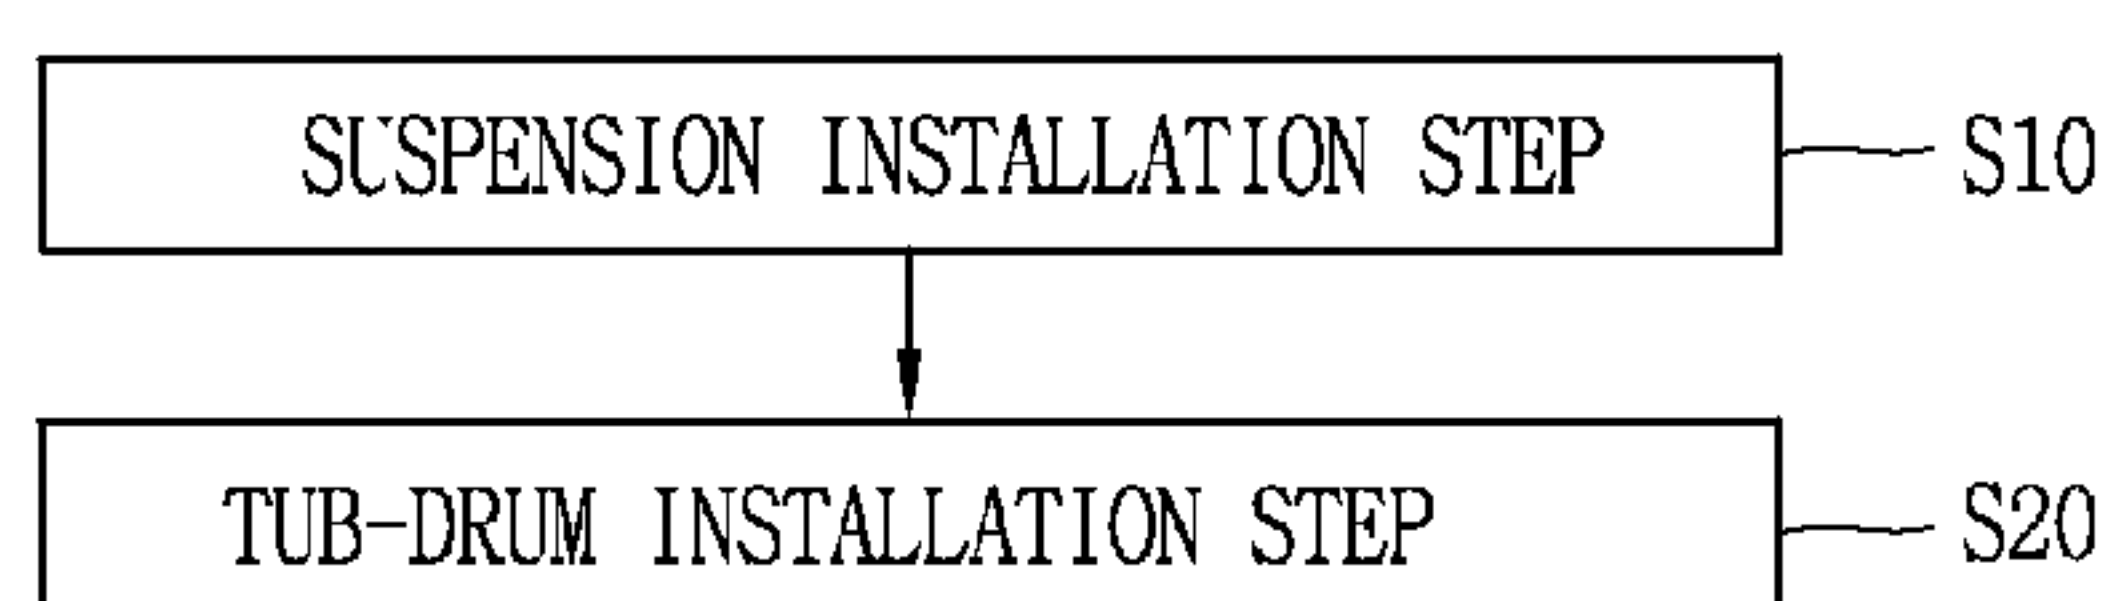 SUSPENSION INSTALLATION STEP S10
TUB-DRUM INSTALLATION STEP S20